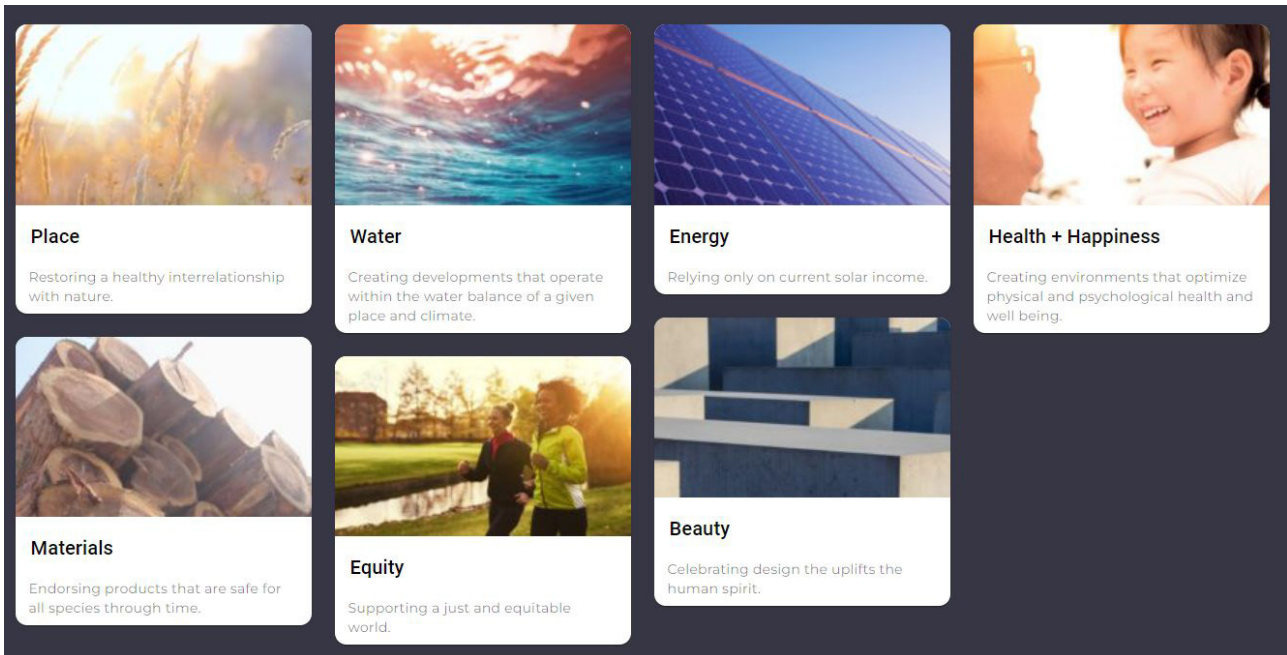 Place
Restoring a healthy interrelationship
with nature.
Water
Creating developments that operate
within the water balance of a given
place and climate.
Energy
Relying only on current solar income.
Health + Happiness
Creating environments that optimize
physical and psychological health and
well being.
Materials
Endorsing products that are safe for
all species through time.
Equity
Supporting a just and equitable
world.
Beauty
Celebrating design the uplifts the
human spirit.